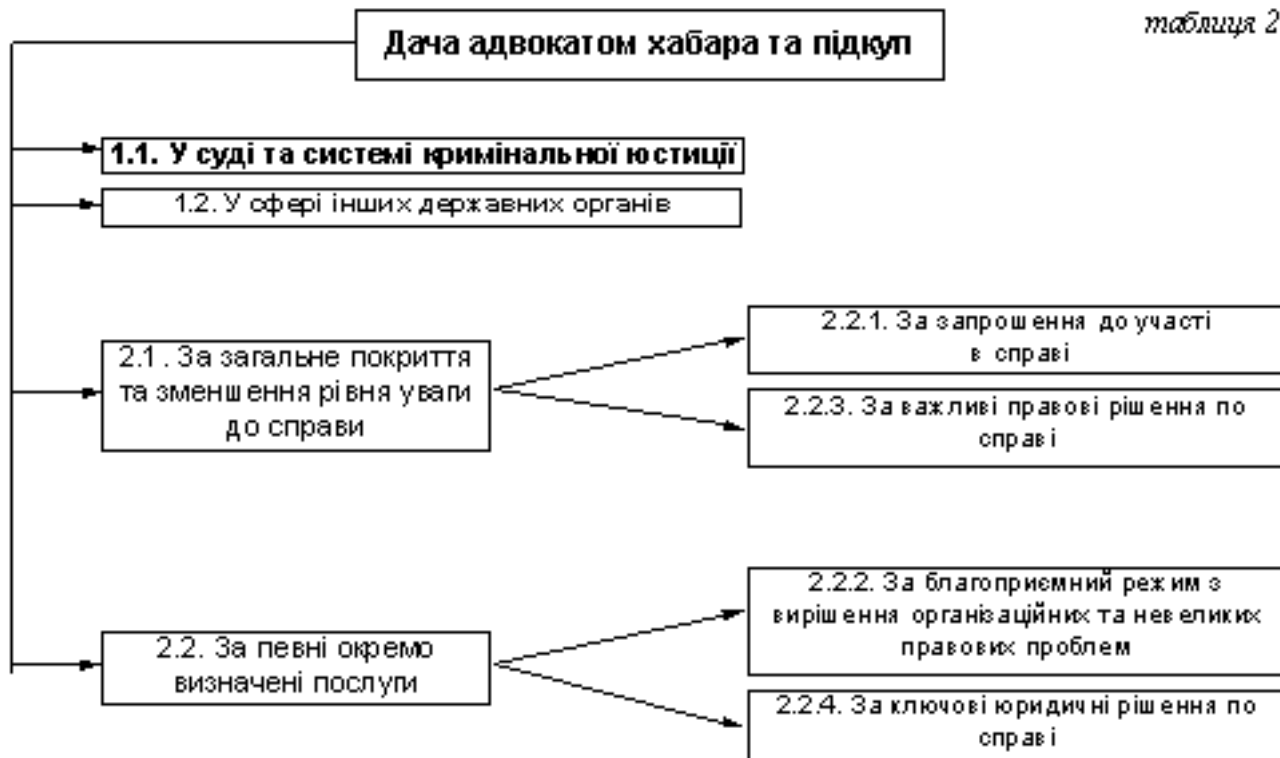 таблиця 2
Дача адвокатом хабара та підкуп
1.1. У суді та системі кримінальної юстиції
1.2. У сфері інших державних органів
2.1. За загальне покриття
та зменшення рівня уваги
до справи
2.2.1. За запрошення до участі
в справі
2.2.3. За важливі правові рішення по
справі
2.2. За певні окремо
визначені послуги
2.2.2. За благоприємний режим з
вирішення організаційних та невеликих
правових проблем
2.2.4. За ключові юридичні рішення по
справі